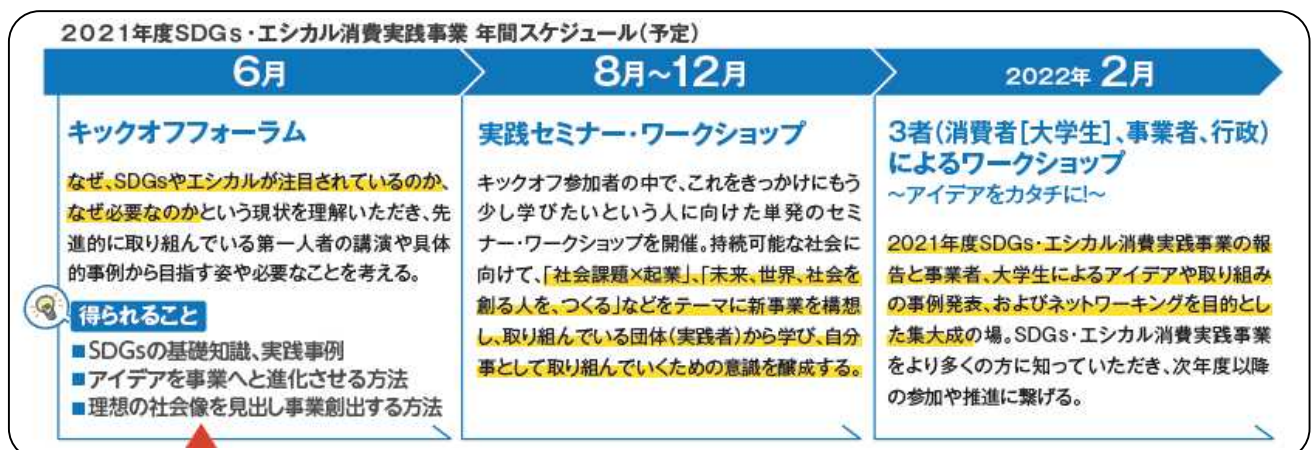 2021年度SDGs・エシカル消費実践事業 年間スケジュール(予定)
6月
キックオフフォーラム
なぜ、SDGsやエシカルが注目されているのか、
なぜ必要なのかという現状を理解いただき、先
進的に取り組んでいる第一人者の講演や具体
的事例から目指す姿や必要なことを考える。
得られること
■SDGsの基礎知識、実践事例
■アイデアを事業へと進化させる方法
■理想の社会像を見出し事業創出する方法
8月~12月
実践セミナー・ワークショップ
キックオフ参加者の中で、これをきっかけにもう
少し学びたいという人に向けた単発のセミ
ナー・ワークショップを開催。持続可能な社会に
向けて、「社会課題×起業」、「未来、世界、社会を
創る人を、つくる」などをテーマに新事業を構想
し、取り組んでいる団体(実践者)から学び、自分
事として取り組んでいくための意識を醸成する。
2022年 2月
3者(消費者[大学生]、事業者、行政)
によるワークショップ
~アイデアをカタチに!~
2021年度SDGs・エシカル消費実践事業の報
告と事業者、大学生によるアイデアや取り組み
の事例発表、およびネットワーキングを目的とし
た集大成の場。SDGs・エシカル消費実践事業
をより多くの方に知っていただき、次年度以降
の参加や推進に繋げる。